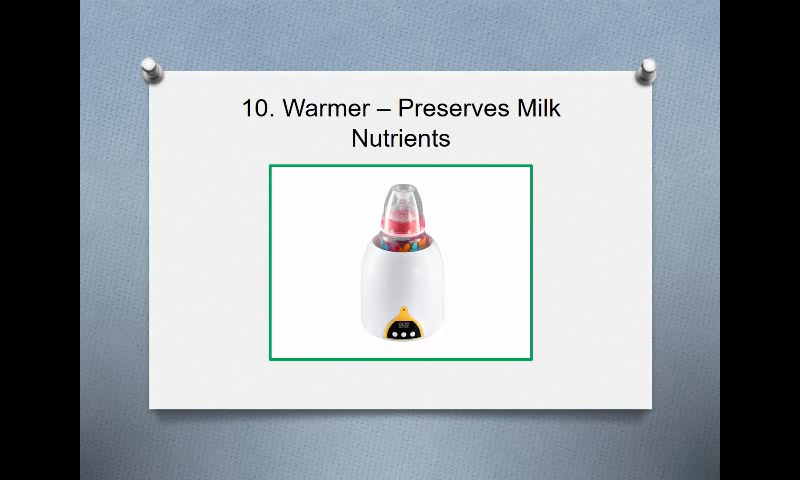 10. Warmer – Preserves Milk
Nutrients